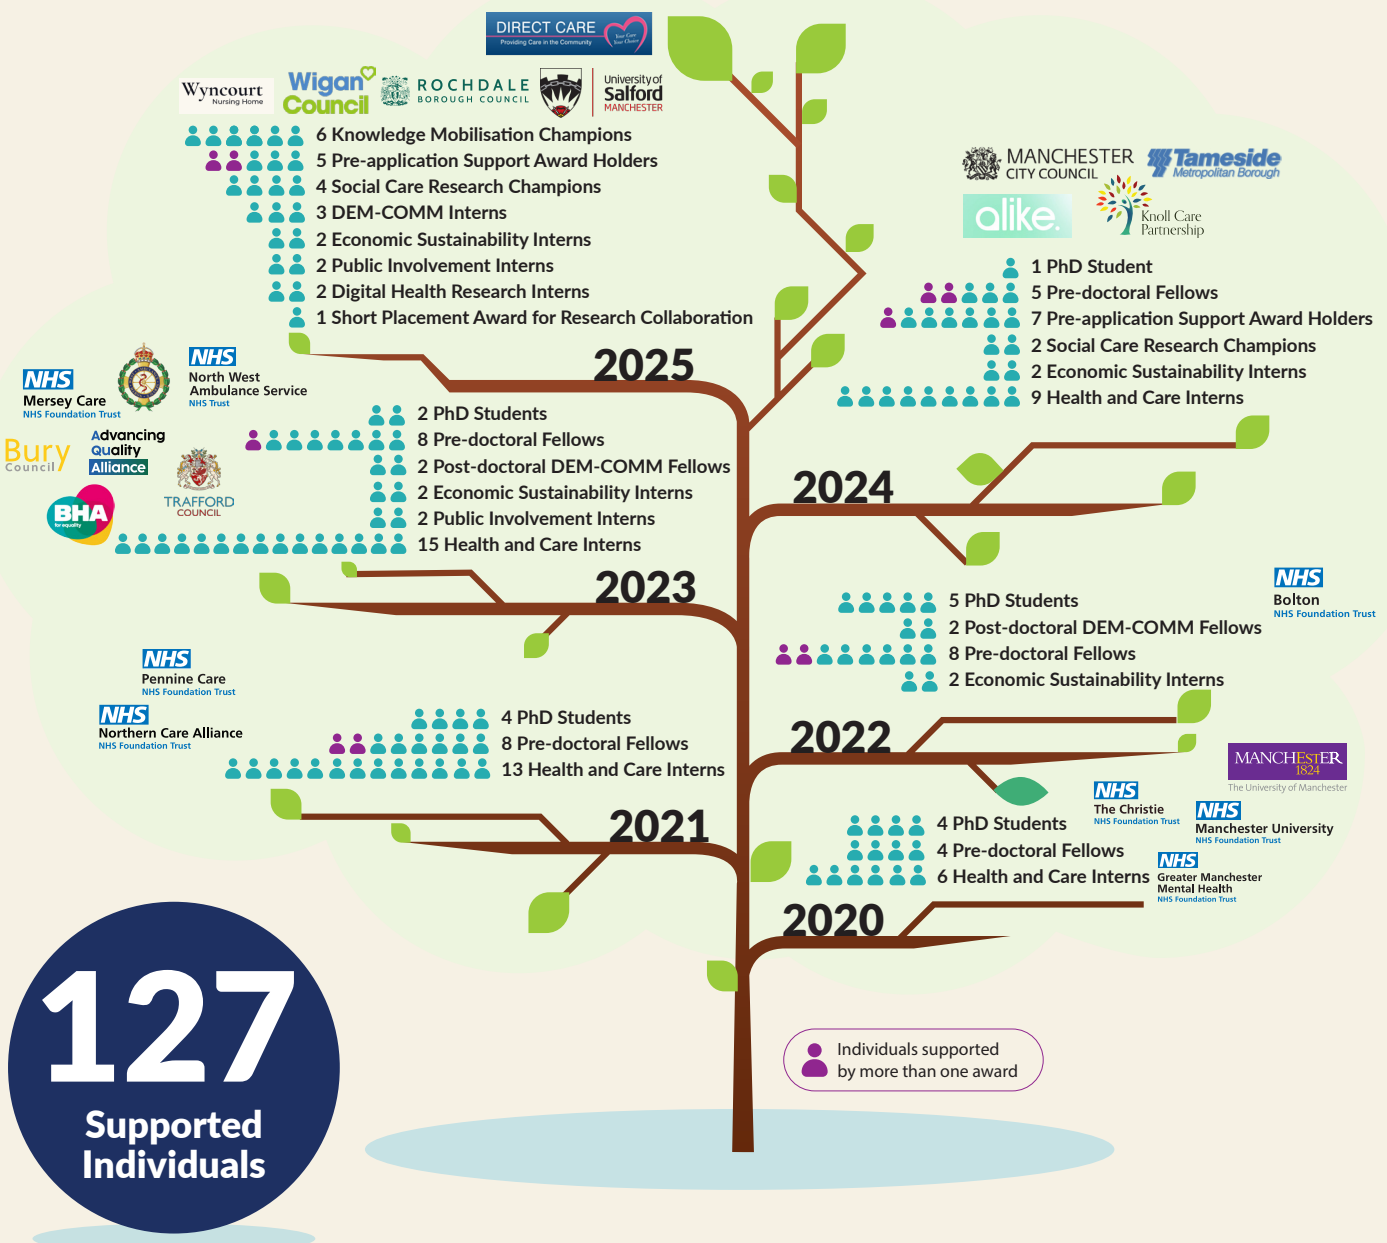 DIRECT CARE
Providing Care in the Community
Your Care
Your Choice
Wyncourt
Nursing Home
Wigan
Council
ROCHDALE
BOROUGH COUNCIL
University of
Salford
MANCHESTER
6 Knowledge Mobilisation Champions
5 Pre-application Support Award Holders
4 Social Care Research Champions
3 DEM-COMM Interns
2 Economic Sustainability Interns
2 Public Involvement Interns
2 Digital Health Research Interns
1 Short Placement Award for Research Collaboration
2025
MANCHESTER
CITY COUNCIL
Tameside
Metropolitan Borough
alike.
Knoll Care
Partnership
1 PhD Student
5 Pre-doctoral Fellows
7 Pre-application Support Award Holders
2 Social Care Research Champions
2 Economic Sustainability Interns
9 Health and Care Interns
2024
NHS
Mersey Care
NHS Foundation Trust
NHS
North West
Ambulance Service
NHS Trust
Bury
Council
Advancing
Quality
Alliance
BHA
for equality
TRAFFORD
COUNCIL
2 PhD Students
8 Pre-doctoral Fellows
2 Post-doctoral DEM-COMM Fellows
2 Economic Sustainability Interns
2 Public Involvement Interns
15 Health and Care Interns
2023
NHS
Bolton
NHS Foundation Trust
5 PhD Students
2 Post-doctoral DEM-COMM Fellows
8 Pre-doctoral Fellows
2 Economic Sustainability Interns
2022
NHS
Pennine Care
NHS Foundation Trust
NHS
Northern Care Alliance
NHS Foundation Trust
4 PhD Students
8 Pre-doctoral Fellows
13 Health and Care Interns
2021
MANCHESTER
1824
The University of Manchester
NHS
The Christie
NHS Foundation Trust
NHS
Manchester University
NHS Foundation Trust
NHS
Greater Manchester
Mental Health
NHS Foundation Trust
4 PhD Students
4 Pre-doctoral Fellows
6 Health and Care Interns
2020
127
Supported
Individuals
Individuals supported
by more than one award